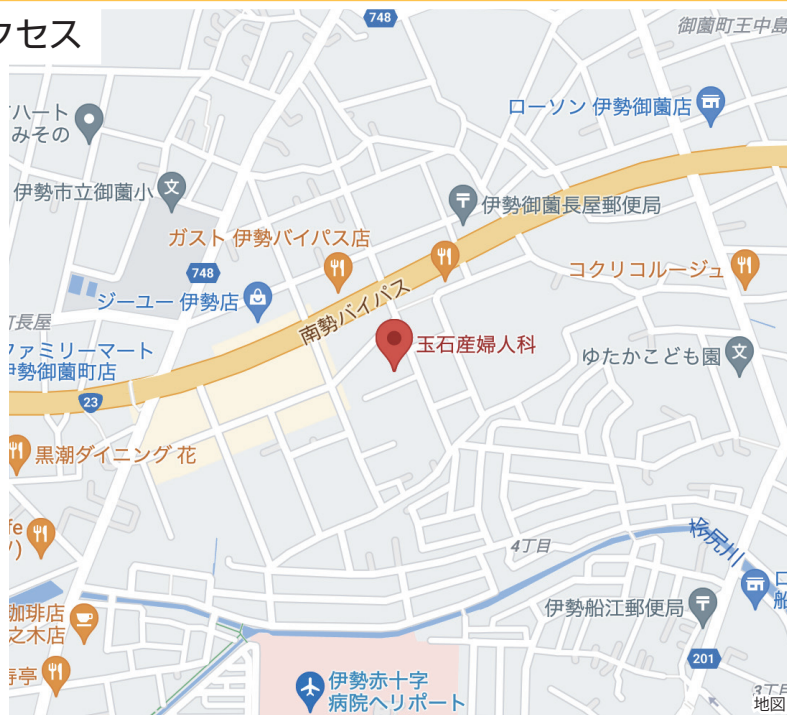 クセス
748
御薗町王中島
ローソン 伊勢御薗店
ハート
みその
伊勢市立御薗小
伊勢御薗長屋郵便局
ガスト 伊勢バイパス店
748
コクリコルージュ
ジーユー 伊勢店
南勢バイパス
長屋
玉石産婦人科
ファミリーマート
伊勢御薗町店
ゆたかこども園
23
黒潮ダイニング 花
fe
)
4丁目
桧尻川
伊勢船江郵便局
ロ
船
珈琲店
之木店
寿亭
201
伊勢赤十字
病院ヘリポート
3丁目
地図